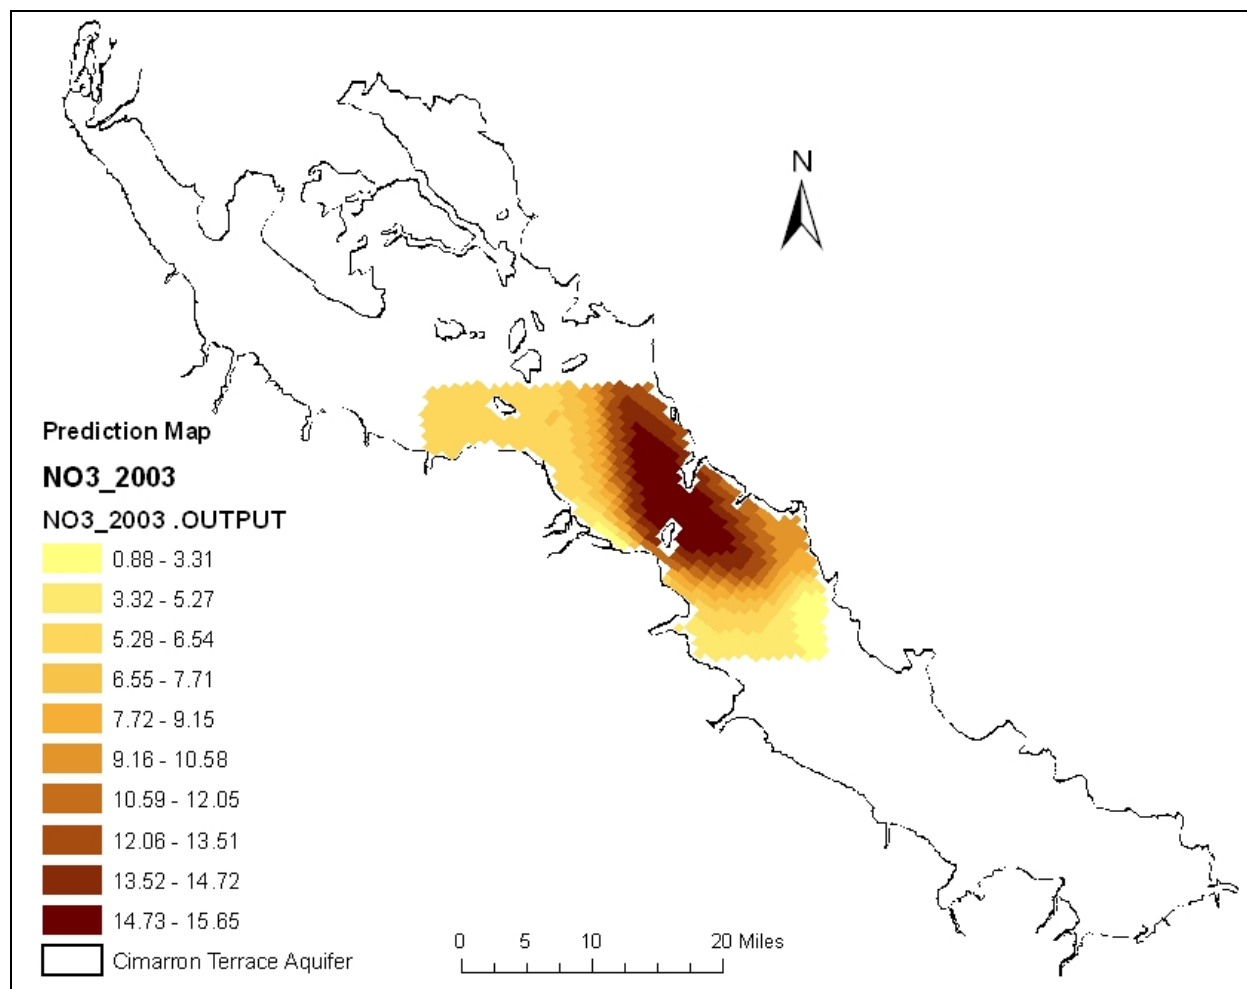 N
Prediction Map
NO3_2003
NO3_2003 .OUTPUT
0.88 - 3.31
3.32 - 5.27
5.28 - 6.54
6.55 - 7.71
7.72 - 9.15
9.16 - 10.58
10.59 - 12.05
12.06 - 13.51
13.52 - 14.72
14.73 - 15.65
Cimarron Terrace Aquifer
0 5 10 20 Miles